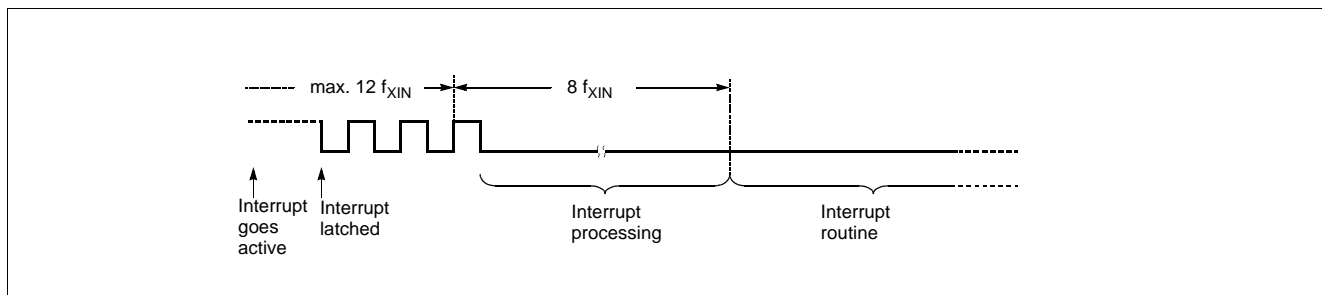 max. 12 fXIN
8 fXIN
Interrupt
goes
active
Interrupt
latched
Interrupt
processing
Interrupt
routine